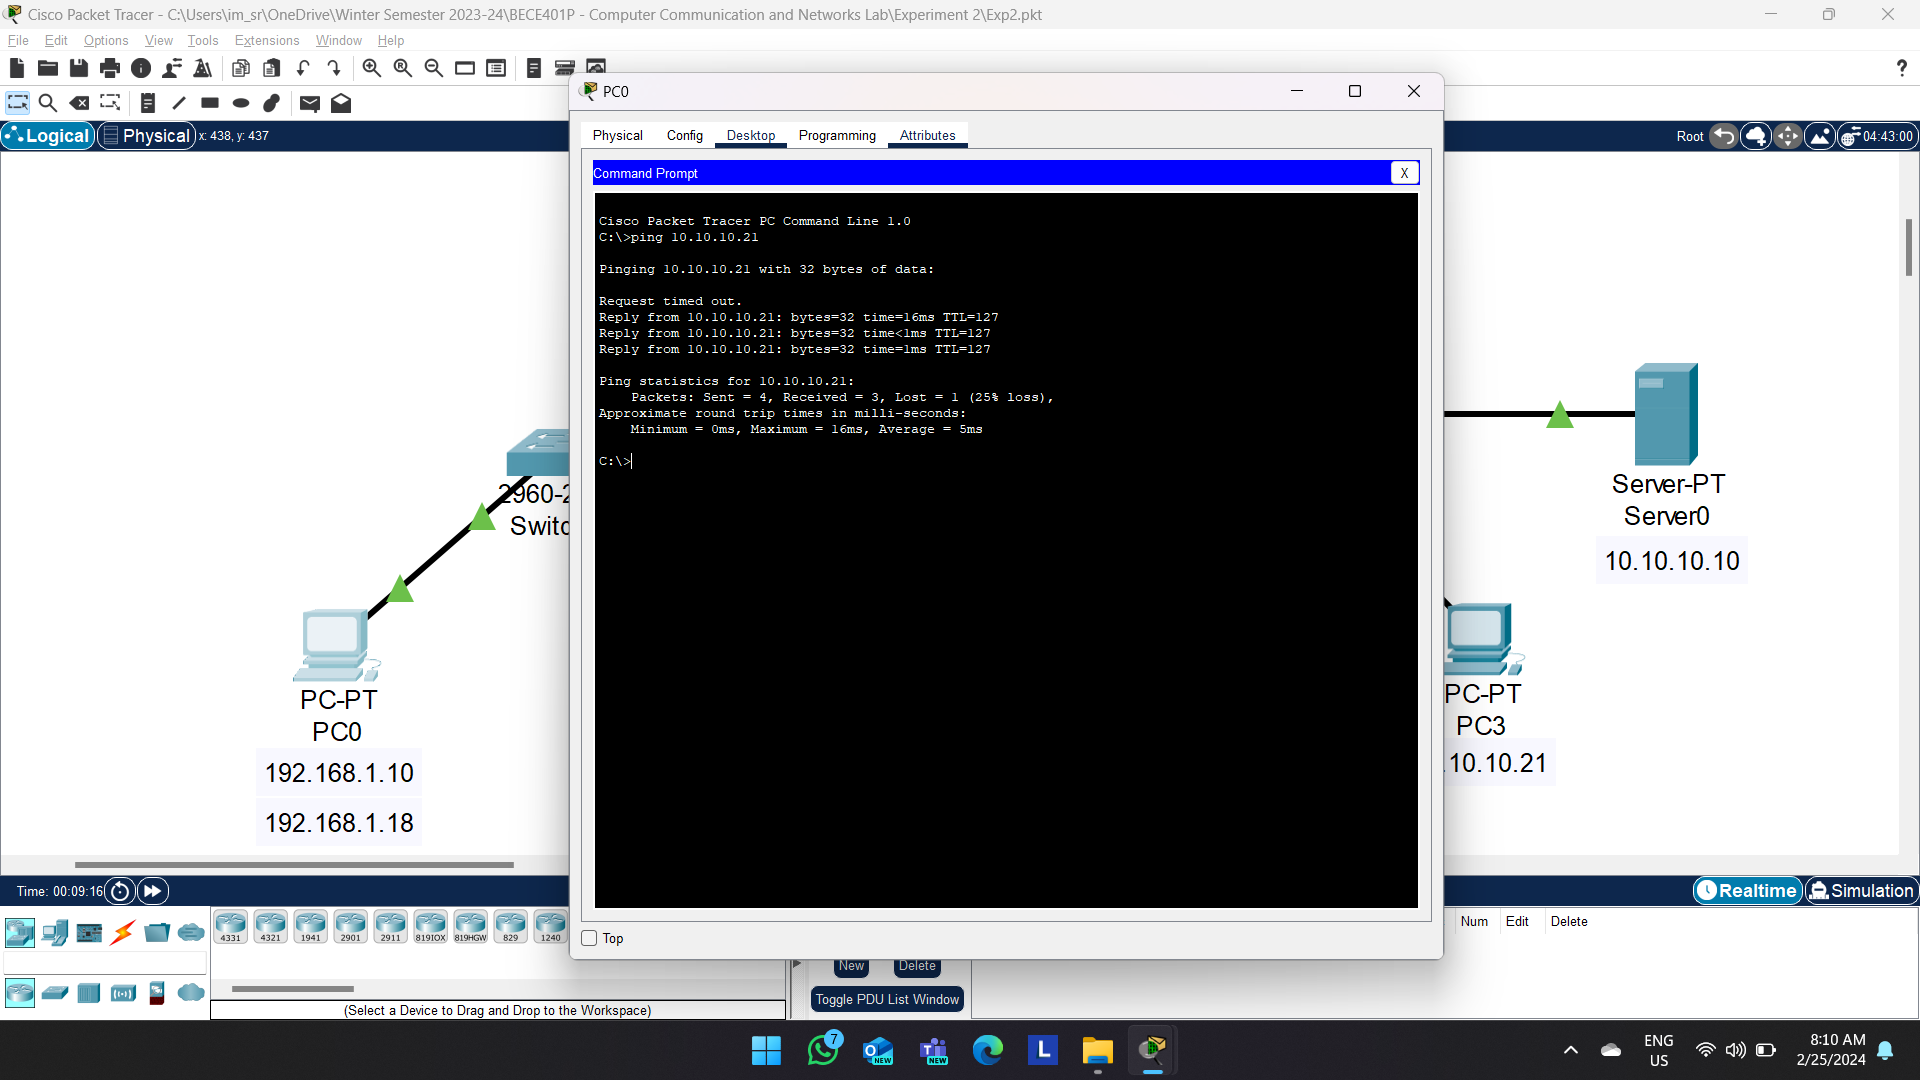 Cisco Packet Tracer - C:\Users\im_sr\OneDrive\Winter Semester 2023-24\BECE401P - Computer Communication and Networks Lab\Experiment 2\Exp2.pkt
File Edit Options View Tools Extensions Window Help
?
Logical Physical x: 438, y: 437
Root 04:43:00
PC0
Physical Config Desktop Programming Attributes
Command Prompt X
Cisco Packet Tracer PC Command Line 1.0
C:\>ping 10.10.10.21
Pinging 10.10.10.21 with 32 bytes of data:
Request timed out.
Reply from 10.10.10.21: bytes=32 time=16ms TTL=127
Reply from 10.10.10.21: bytes=32 time<1ms TTL=127
Reply from 10.10.10.21: bytes=32 time=1ms TTL=127
Ping statistics for 10.10.10.21:
Packets: Sent = 4, Received = 3, Lost = 1 (25% loss),
Approximate round trip times in milli-seconds:
Minimum = 0ms, Maximum = 16ms, Average = 5ms
C:\>
Top
2960-2
Switc
PC-PT
PC0
192.168.1.10
192.168.1.18
Server-PT
Server0
10.10.10.10
PC-PT
PC3
.10.10.21
Time: 00:09:16
Realtime Simulation
4331 4321 1941 2901 2911 819IOX 819HGW 829 1240
(Select a Device to Drag and Drop to the Workspace)
New Delete
Toggle PDU List Window
Num Edit Delete
7
NEW
NEW
L
ENG
US
8:10 AM
2/25/2024